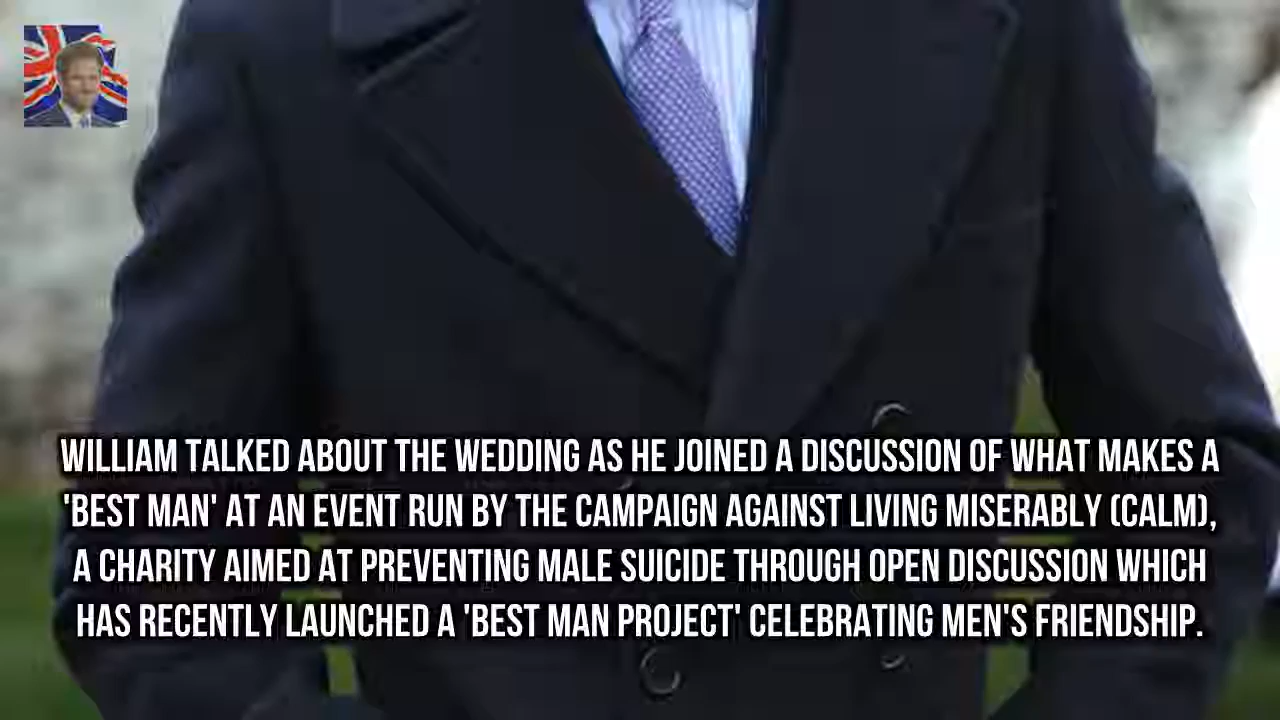 WILLIAM TALKED ABOUT THE WEDDING AS HE JOINED A DISCUSSION OF WHAT MAKES A
'BEST MAN' AT AN EVENT RUN BY THE CAMPAIGN AGAINST LIVING MISERABLY (CALM),
A CHARITY AIMED AT PREVENTING MALE SUICIDE THROUGH OPEN DISCUSSION WHICH
HAS RECENTLY LAUNCHED A 'BEST MAN PROJECT' CELEBRATING MEN'S FRIENDSHIP.